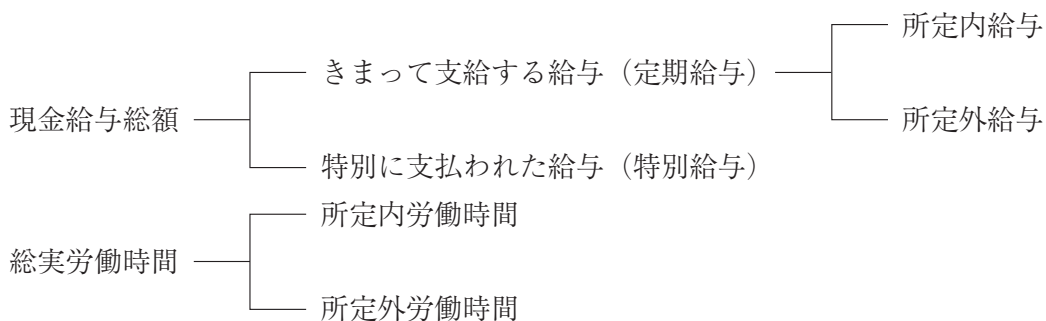 所定内給与
きまって支給する給与（定期給与）
現金給与総額
所定外給与
特別に支払われた給与（特別給与）
所定内労働時間
総実労働時間
所定外労働時間